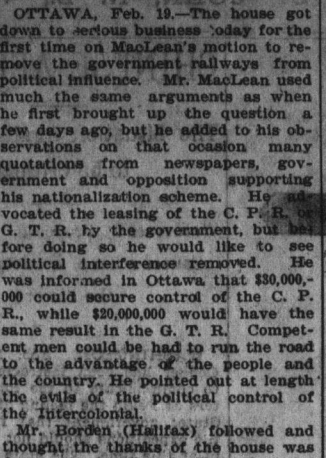 OTTAWA, Feb. 19.—The house got
down to serious business today for the
first time on MacLean's motion to re-
move the government railways from
political influence. Mr. MacLean used
much the same arguments as when
he first brought up the question a
few days ago, but he added to his ob-
servations on that ocasion many
quotations from newspapers, gov-
ernment and opposition supporting
his nationalization scheme. He ad-
vocated the leasing of the C. P. R. or
G. T. R. by the government, but be-
fore doing so he would like to see
political interference removed. He
was informed in Ottawa that $30,000,-
000 could secure control of the C. P.
R., while $20,000,000 would have the
same result in the G. T. R. Compet-
ent men could be had to run the road
to the advantage of the people and
the country. He pointed out at length
the evils of the political control of
the Intercolonial.
Mr. Borden (Halifax) followed and
thought the thanks of the house was